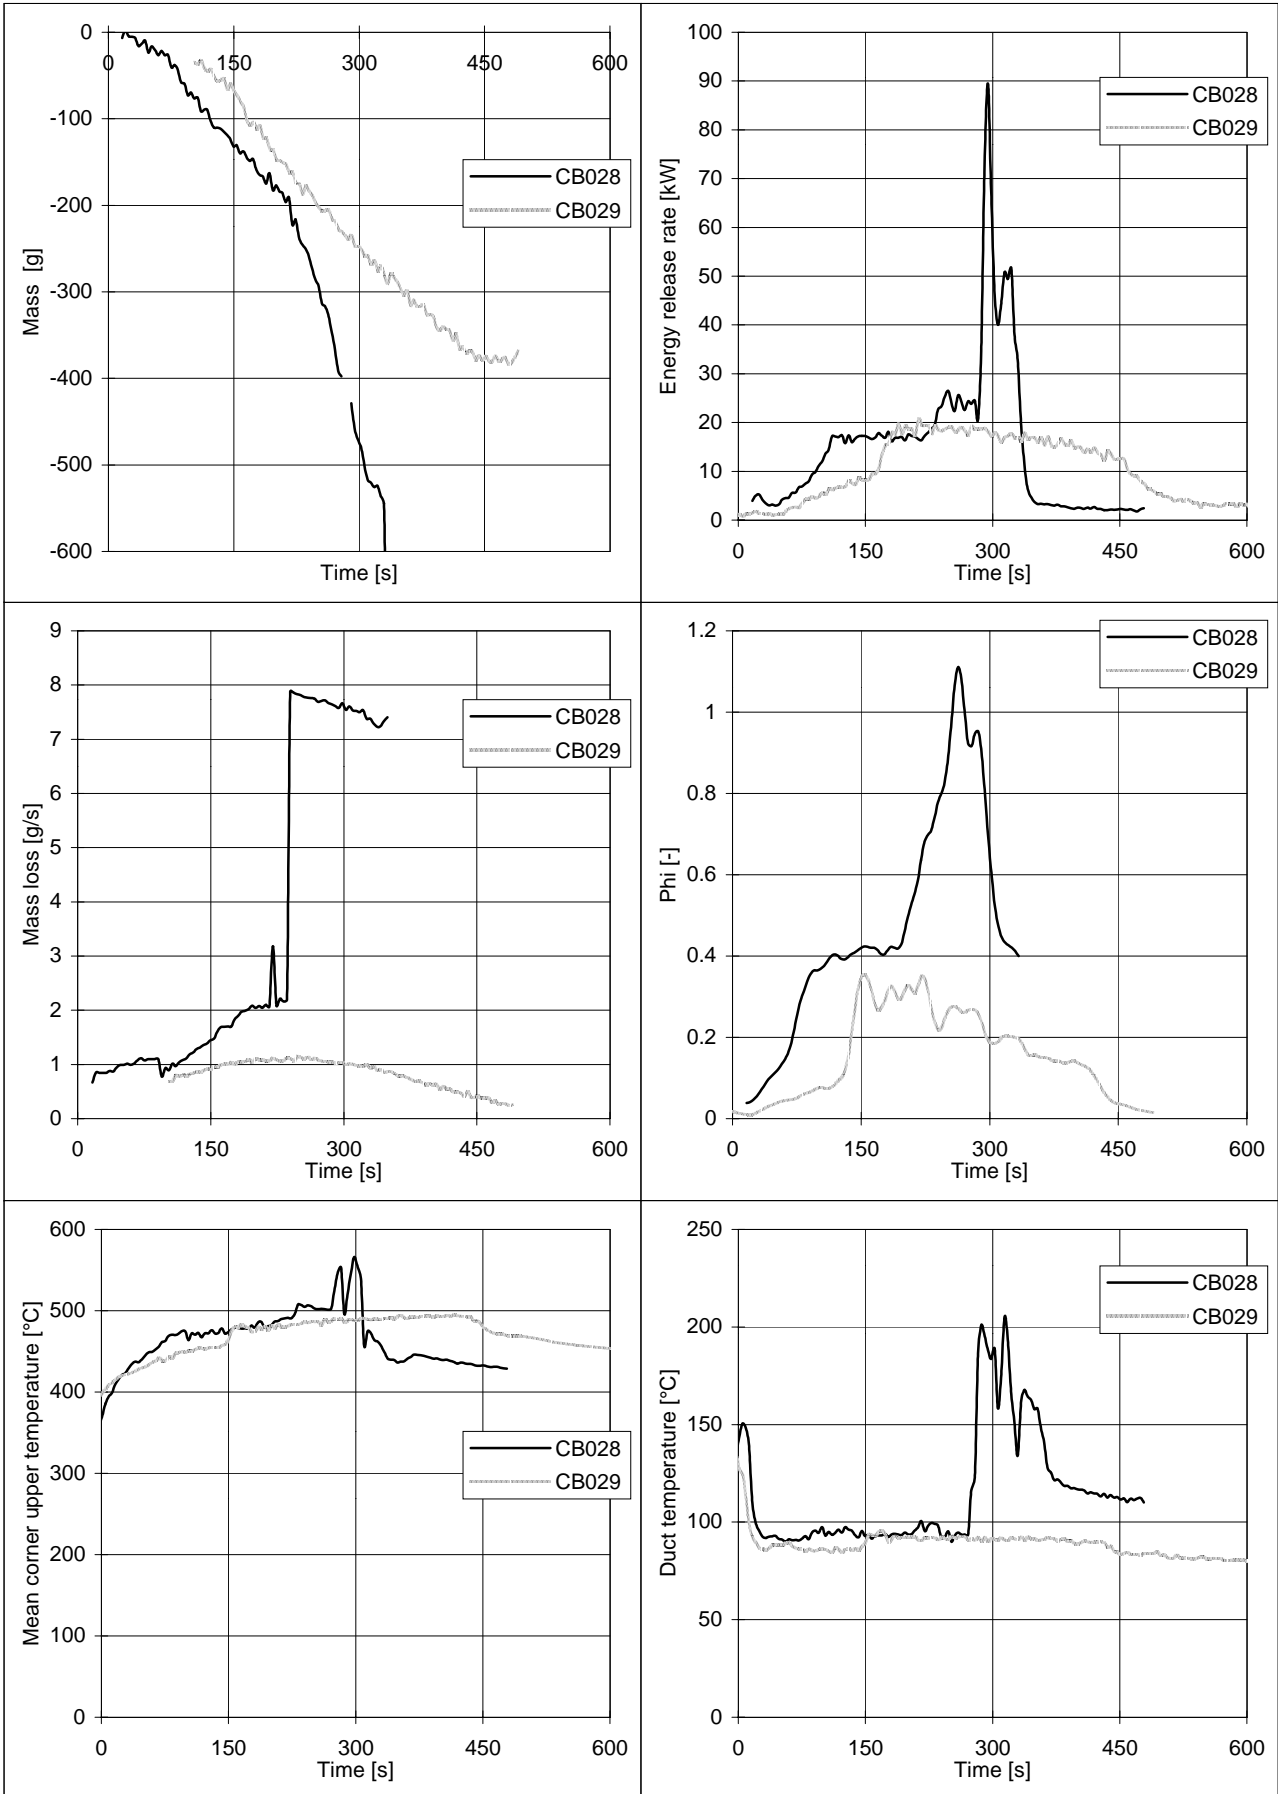 0
-100
-200
-300
-400
-500
-600
0 150 300 450 600
Time [s]
Mass [g]
CB028
CB029
100
90
80
70
60
50
40
30
20
10
0
0 150 300 450 600
Time [s]
Energy release rate [kW]
CB028
CB029
9
8
7
6
5
4
3
2
1
0
0 150 300 450 600
Time [s]
Mass loss [g/s]
CB028
CB029
1.2
1
0.8
0.6
0.4
0.2
0
0 150 300 450 600
Time [s]
Phi [-]
CB028
CB029
600
500
400
300
200
100
0
0 150 300 450 600
Time [s]
Mean corner upper temperature [°C]
CB028
CB029
250
200
150
100
50
0
0 150 300 450 600
Time [s]
Duct temperature [°C]
CB028
CB029